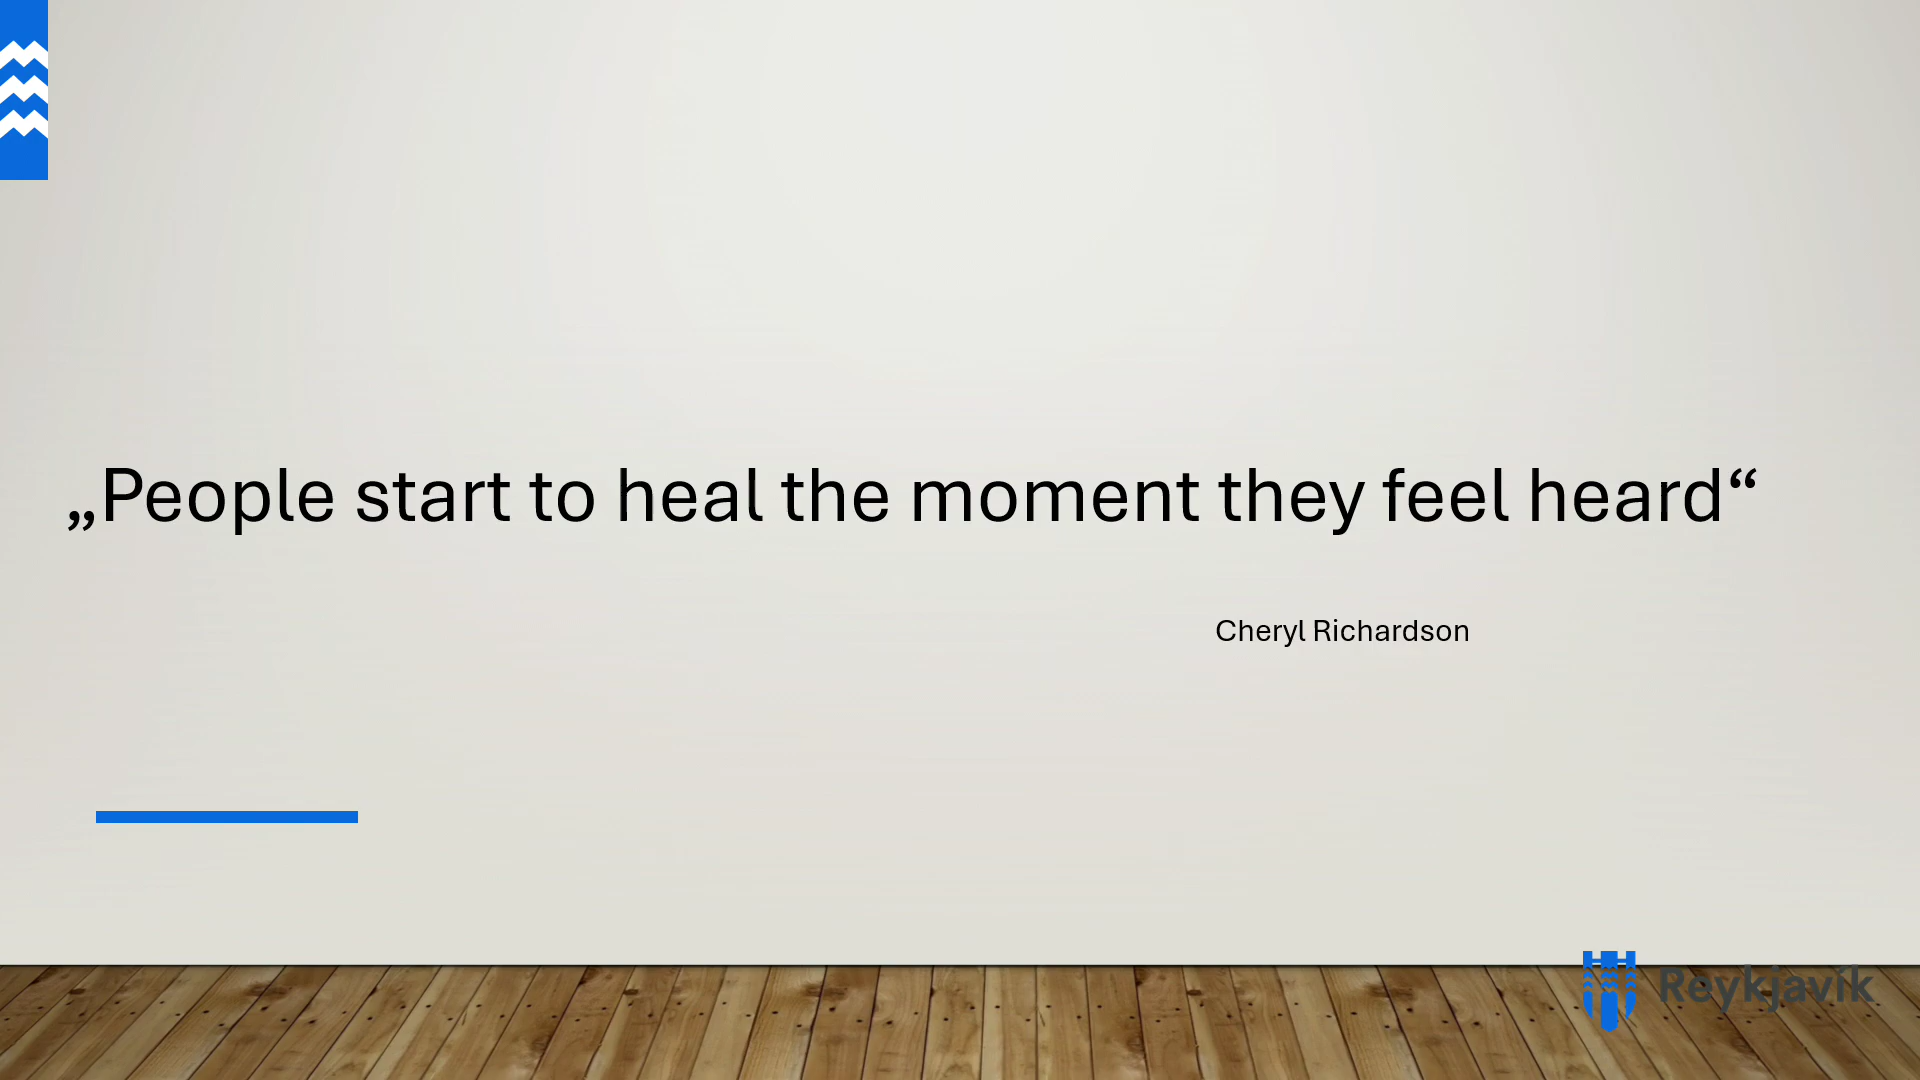 „People start to heal the moment they feel heard“
Cheryl Richardson
Reykjavík